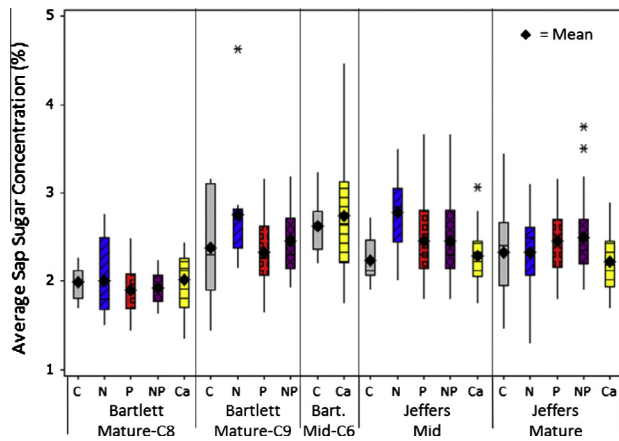 Average Sap Sugar Concentration (%)
◆ = Mean
5
4
3
2
1
C N P NP Ca C N P NP C Ca C N P NP Ca C N P NP Ca
Bartlett Bartlett Bart. Jeffers Jeffers
Mature-C8 Mature-C9 Mid-C6 Mid Mature